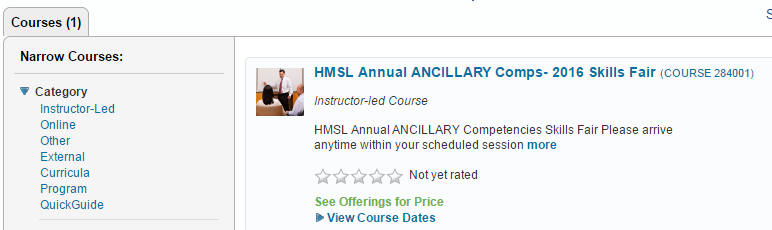 Courses (1)
Narrow Courses:
Category
Instructor-Led
Online
Other
External
Curricula
Program
QuickGuide
HMSL Annual ANCILLARY Comps- 2016 Skills Fair (COURSE 284001)
Instructor-led Course
HMSL Annual ANCILLARY Competencies Skills Fair Please arrive
anytime within your scheduled session more
Not yet rated
See Offerings for Price
View Course Dates